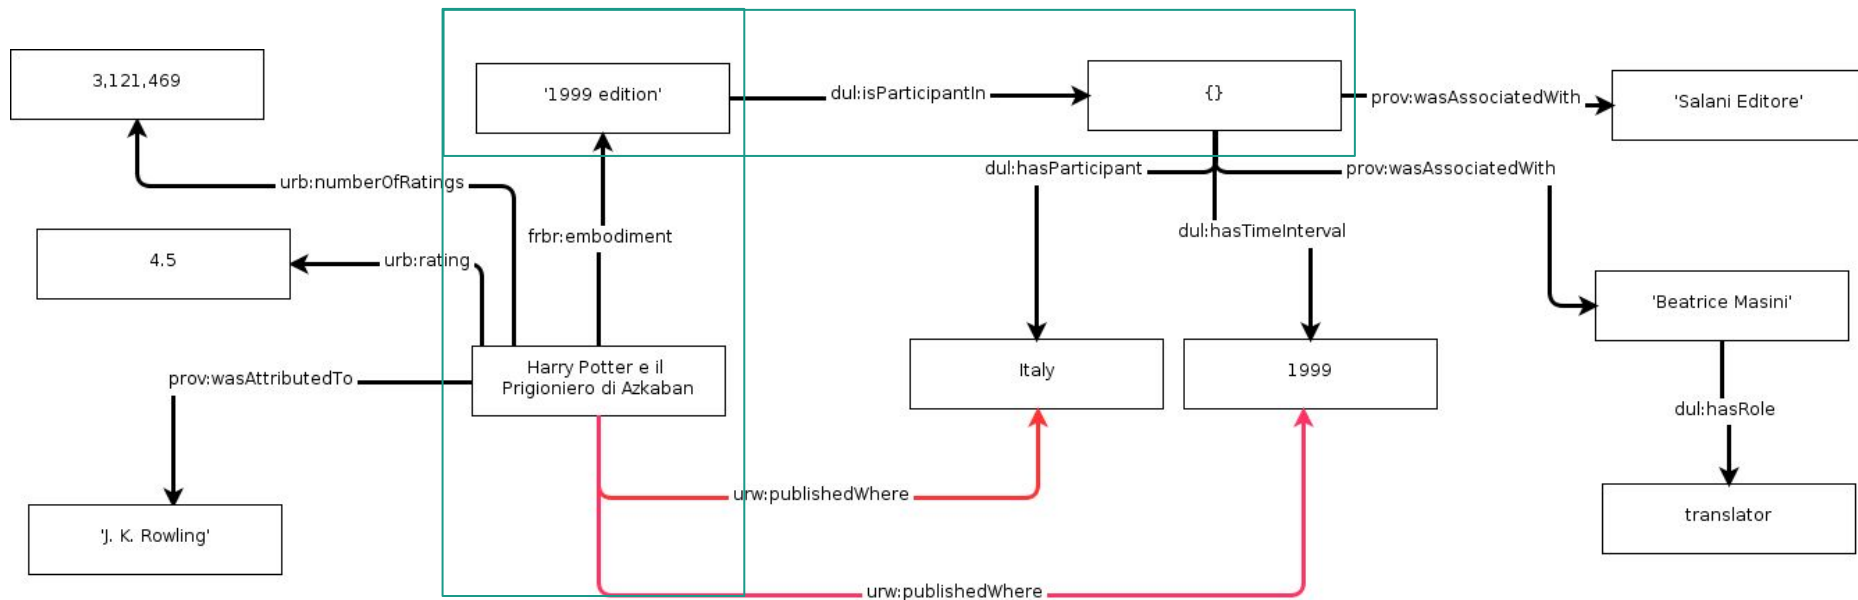 3,121,469
'1999 edition'
dul:isParticipantIn
{}
prov:wasAssociatedWith
'Salani Editore'
urb:numberOfRatings
dul:hasParticipant
prov:wasAssociatedWith
frbr:embodiment
dul:hasTimeInterval
4.5
urb:rating
'Beatrice Masini'
prov:wasAttributedTo
Harry Potter e il
Prigioniero di Azkaban
Italy
1999
dul:hasRole
urw:publishedWhere
'J. K. Rowling'
translator
urw:publishedWhere